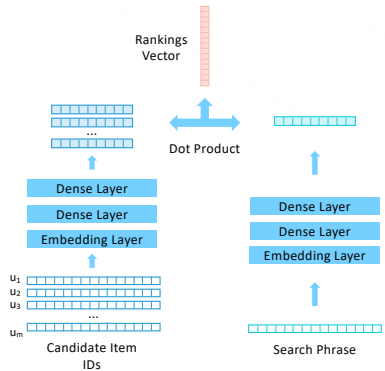 Rankings
Vector
...
Dot Product
Dense Layer
Dense Layer
Embedding Layer
Dense Layer
Dense Layer
Embedding Layer
u1
u2
u3
...
um
Candidate Item
IDs
Search Phrase